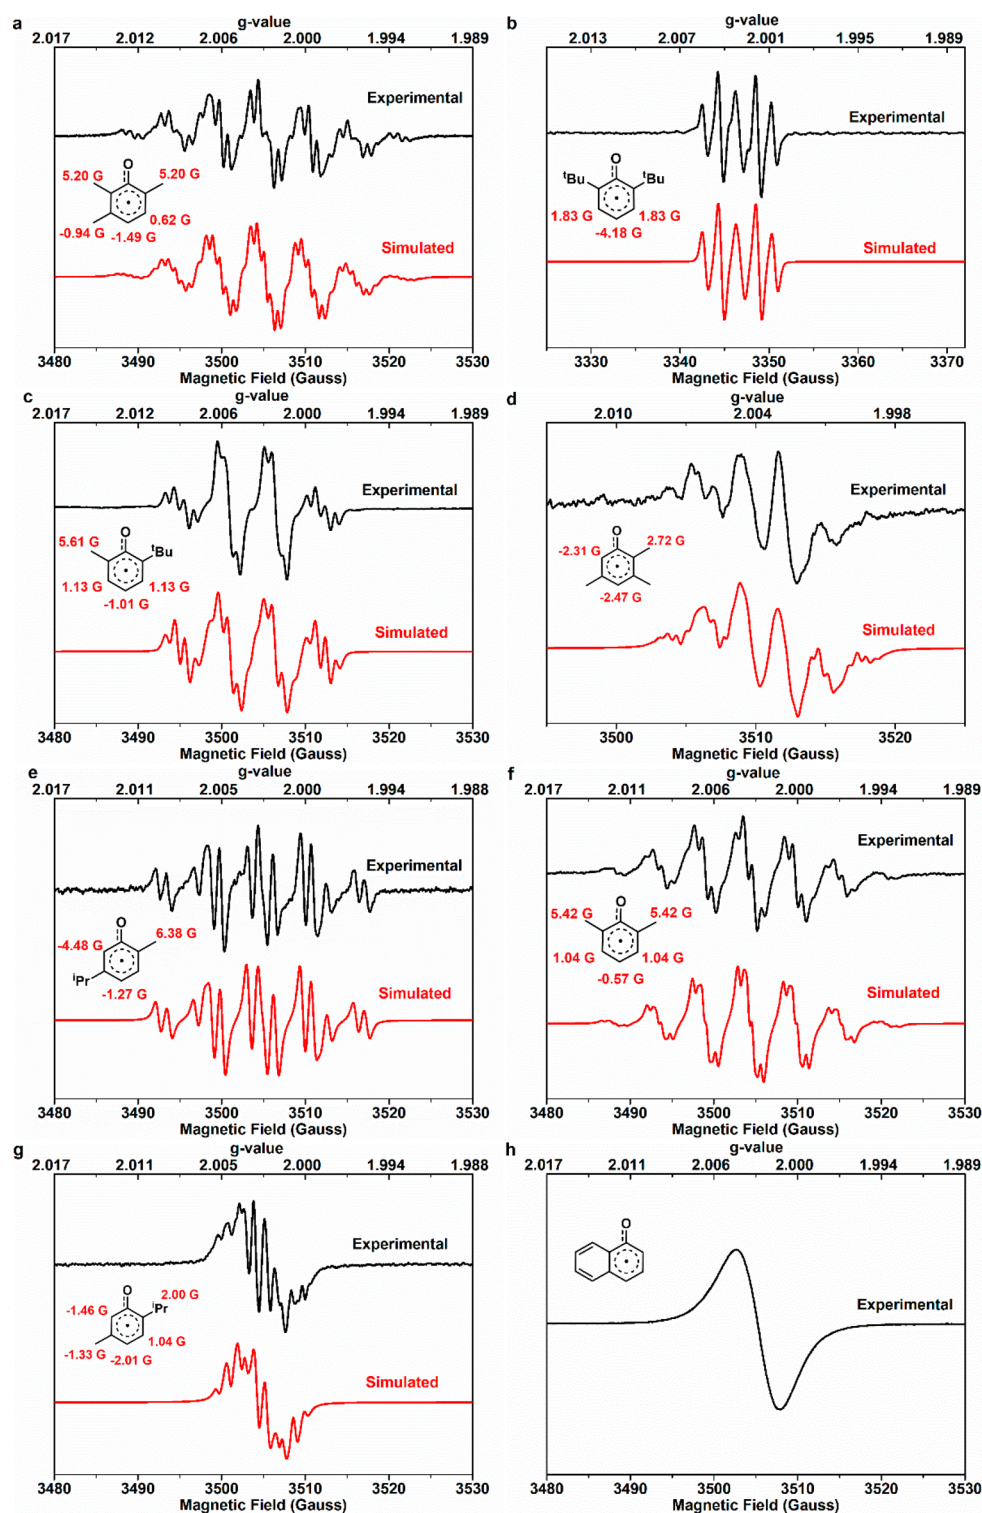 a
g-value
2.017 2.012 2.006 2.000 1.994 1.989
Experimental
O
5.20 G 5.20 G
0.62 G
-0.94 G -1.49 G
Simulated
3480 3490 3500 3510 3520 3530
Magnetic Field (Gauss)
b
g-value
2.013 2.007 2.001 1.995 1.989
Experimental
O
tBu tBu
1.83 G 1.83 G
-4.18 G
Simulated
3330 3340 3350 3360 3370
Magnetic Field (Gauss)
c
g-value
2.017 2.012 2.006 2.000 1.994 1.989
Experimental
O
5.61 G tBu
1.13 G 1.13 G
-1.01 G
Simulated
3480 3490 3500 3510 3520 3530
Magnetic Field (Gauss)
d
g-value
2.010 2.004 1.998
Experimental
O
-2.31 G 2.72 G
-2.47 G
Simulated
3500 3510 3520
Magnetic Field (Gauss)
e
g-value
2.017 2.011 2.005 2.000 1.994 1.988
Experimental
O
-4.48 G 6.38 G
iPr
-1.27 G
Simulated
3480 3490 3500 3510 3520 3530
Magnetic Field (Gauss)
f
g-value
2.017 2.011 2.006 2.000 1.994 1.989
Experimental
O
5.42 G 5.42 G
1.04 G 1.04 G
-0.57 G
Simulated
3480 3490 3500 3510 3520 3530
Magnetic Field (Gauss)
g
g-value
2.017 2.011 2.005 2.000 1.994 1.988
Experimental
O
2.00 G
-1.46 G iPr
1.04 G
-1.33 G -2.01 G
Simulated
3480 3490 3500 3510 3520 3530
Magnetic Field (Gauss)
h
g-value
2.017 2.011 2.006 2.000 1.994 1.989
O
Experimental
3480 3490 3500 3510 3520 3530
Magnetic Field (Gauss)